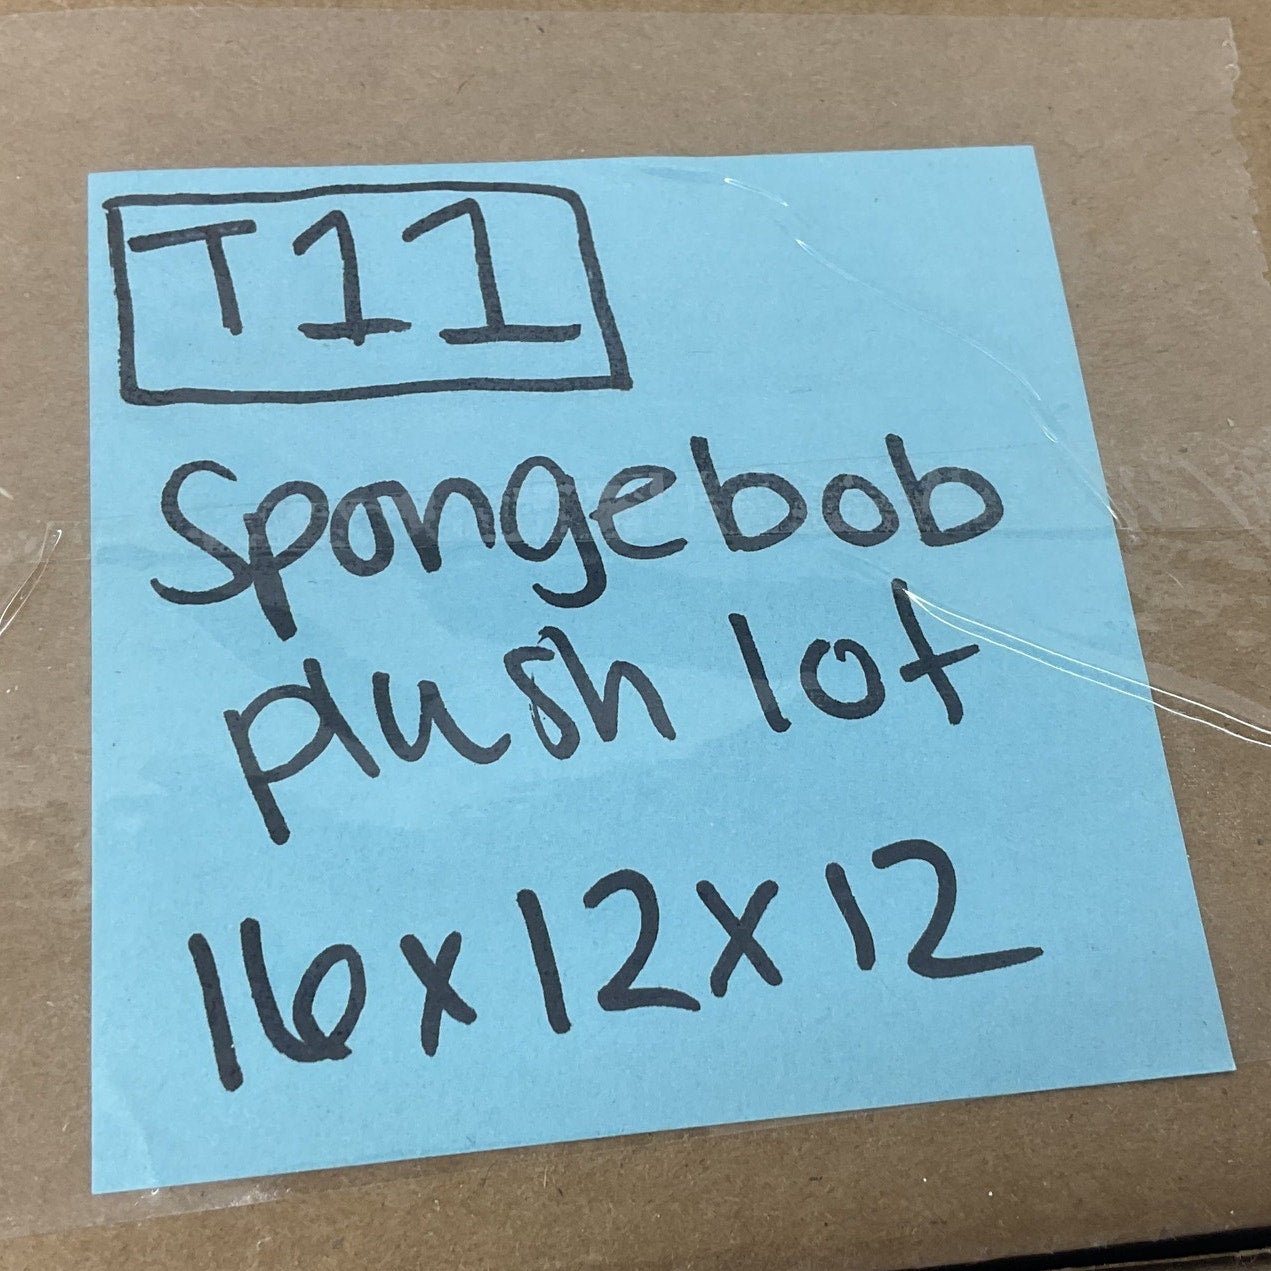 T11
Spongebob
plush lot
16x12x12